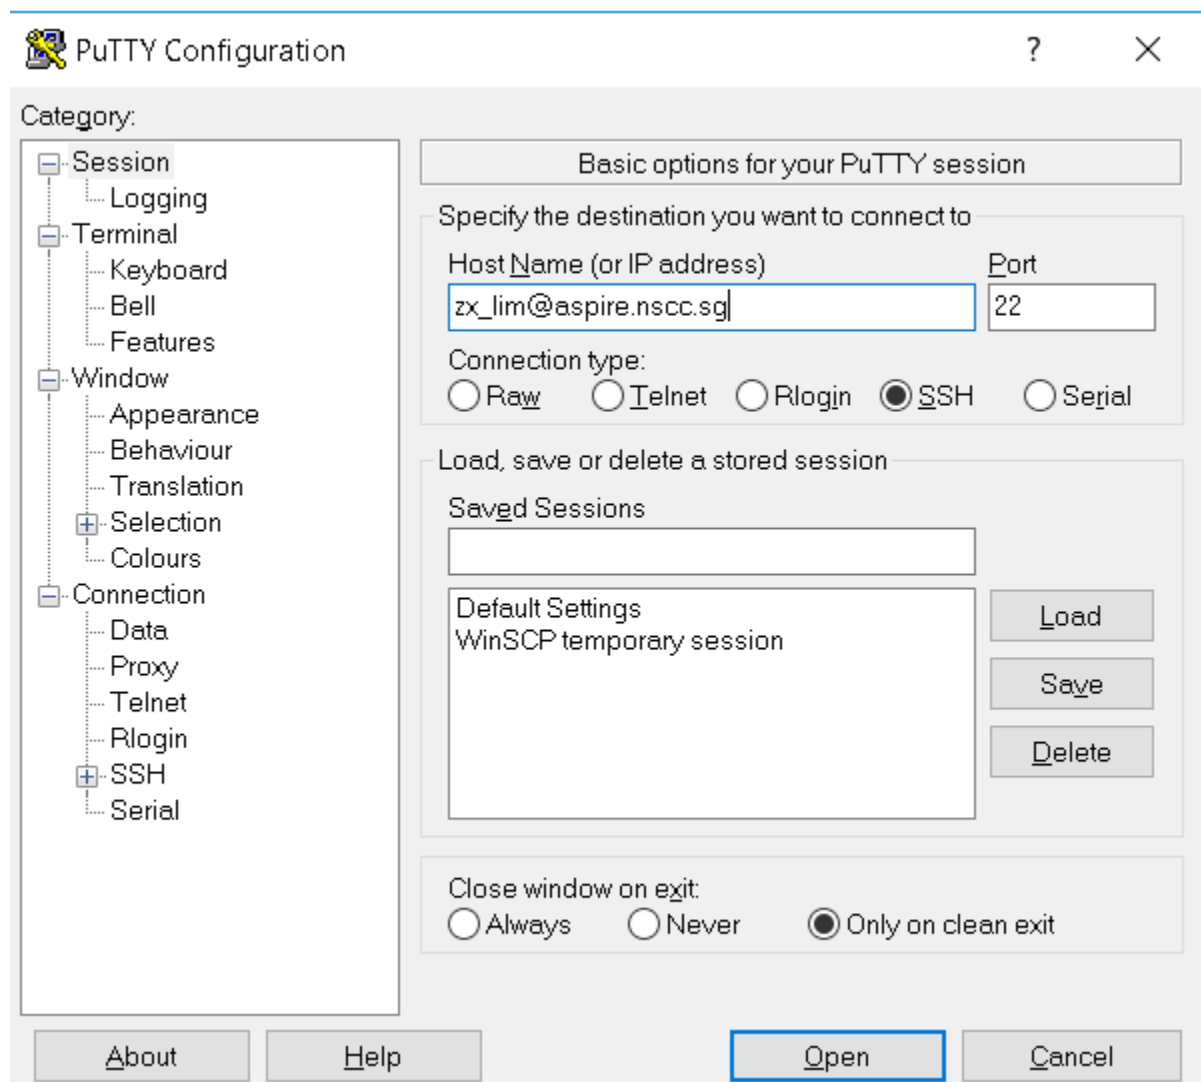 PuTTY Configuration
?
Category:
Session
Logging
Terminal
Keyboard
Bell
Features
Window
Appearance
Behaviour
Translation
Selection
Colours
Connection
Data
Proxy
Telnet
Rlogin
SSH
Serial
Basic options for your PuTTY session
Specify the destination you want to connect to
Host Name (or IP address) Port
zx_lim@aspire.nscc.sg 22
Connection type:
Raw Telnet Rlogin SSH Serial
Load, save or delete a stored session
Saved Sessions
Default Settings
WinSCP temporary session
Load
Save
Delete
Close window on exit:
Always Never Only on clean exit
About Help Open Cancel